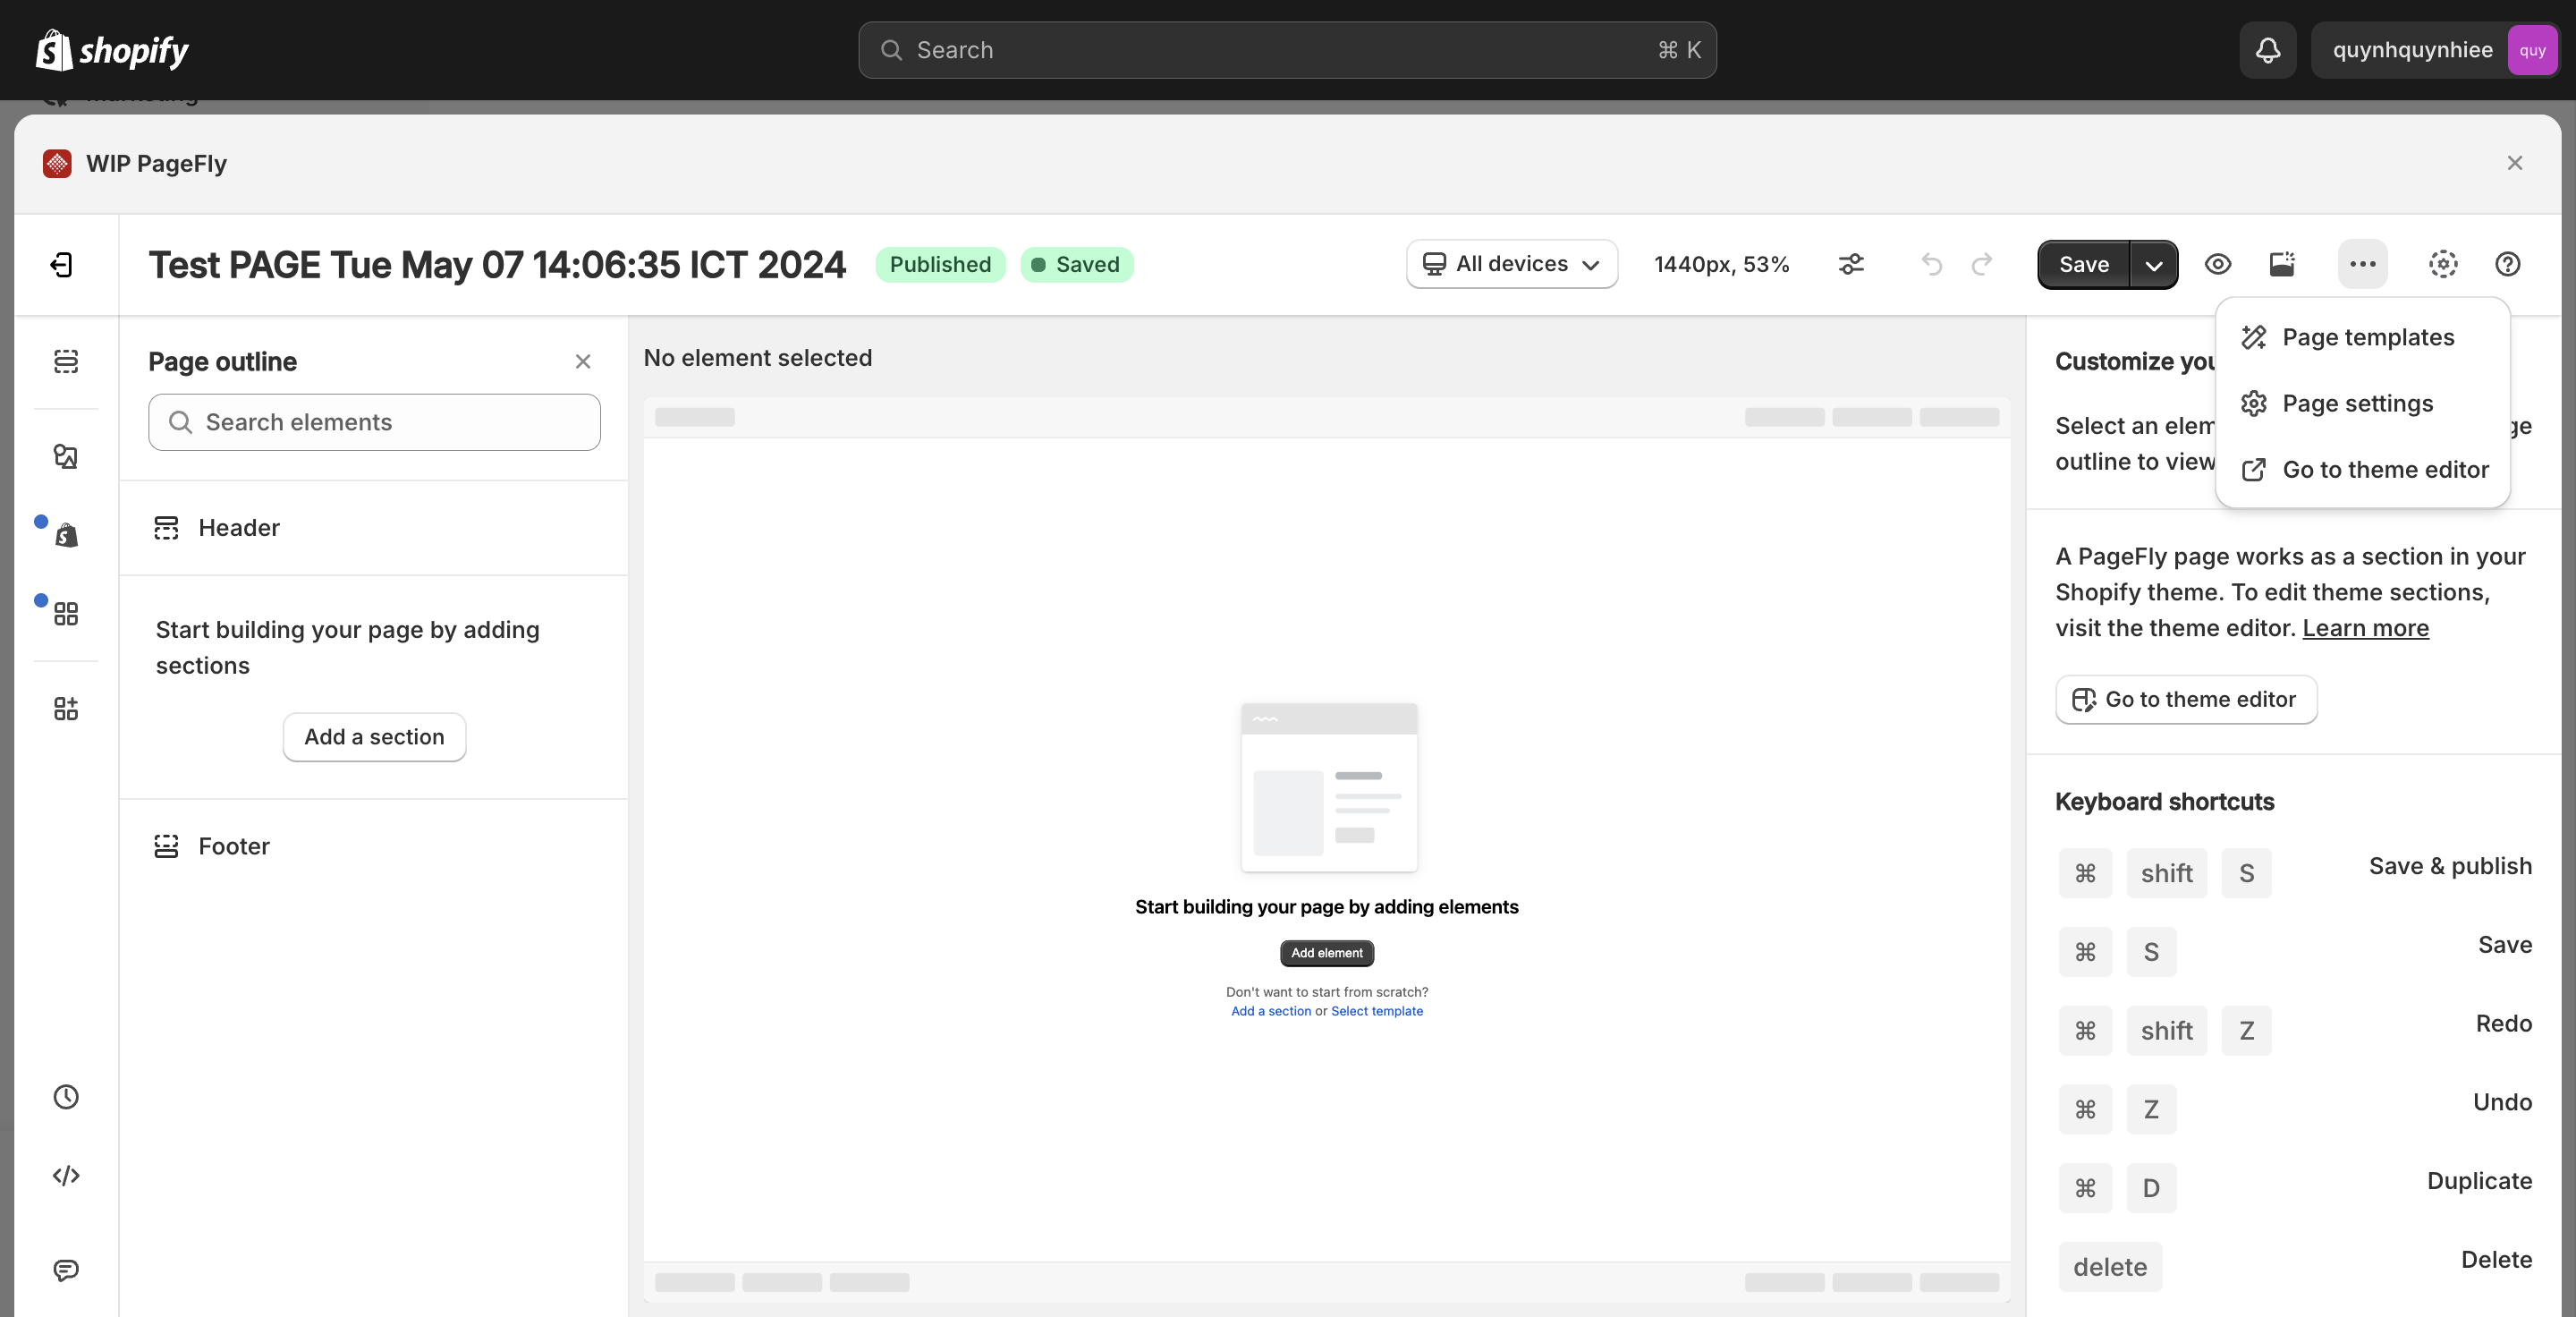 shopify
Search
⌘ K
quynhquynhiee
quy
WIP PageFly
Test PAGE Tue May 07 14:06:35 ICT 2024
Published
Saved
All devices
1440px, 53%
Save
Page templates
Page settings
Go to theme editor
Page outline
Search elements
Header
Start building your page by adding
sections
Add a section
Footer
No element selected
Start building your page by adding elements
Add element
Don't want to start from scratch?
Add a section or Select template
Select an
outline to view
A PageFly page works as a section in your
Shopify theme. To edit theme sections,
visit the theme editor. Learn more
Go to theme editor
Keyboard shortcuts
⌘ shift S Save & publish
⌘ S Save
⌘ shift Z Redo
⌘ Z Undo
⌘ D Duplicate
delete Delete